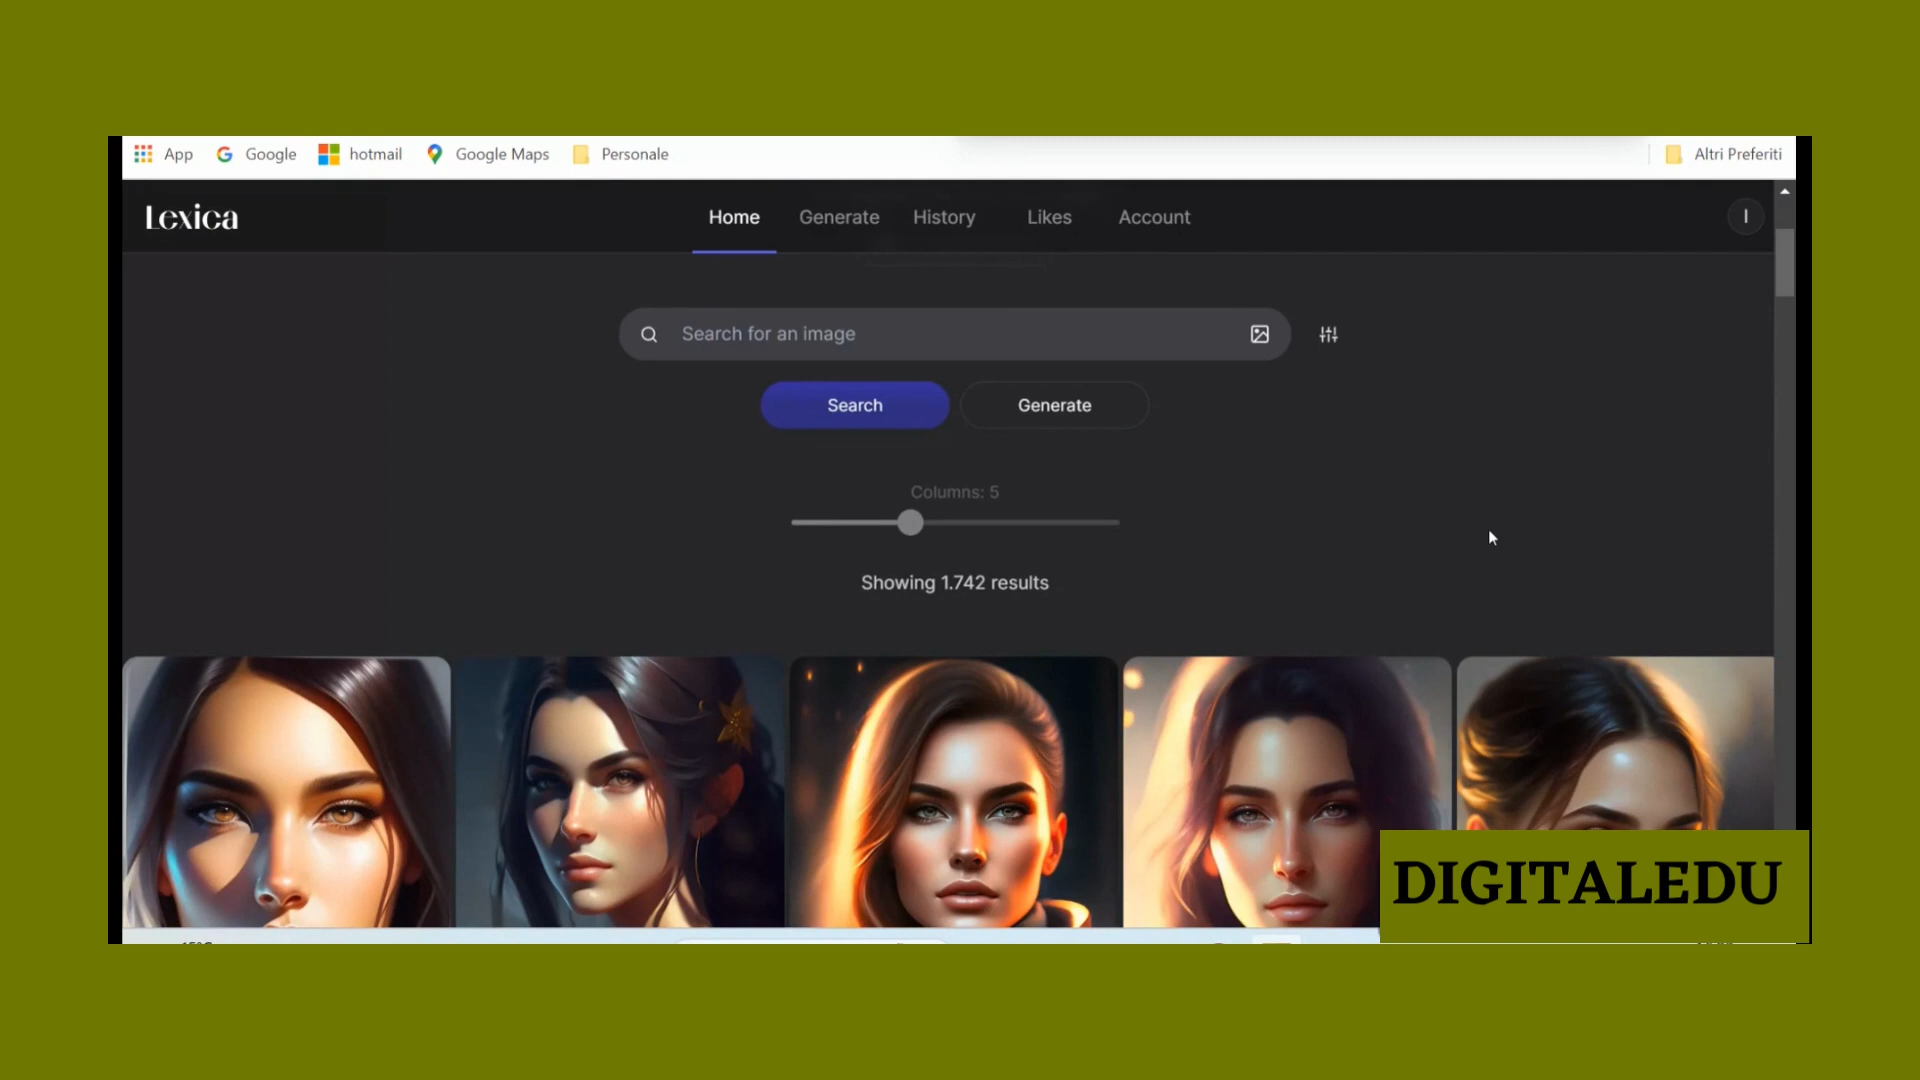 App Google hotmail Google Maps Personale Altri Preferiti
Lexica Home Generate History Likes Account I
Search for an image
Search Generate
Columns: 5
Showing 1.742 results
DIGITALEDU